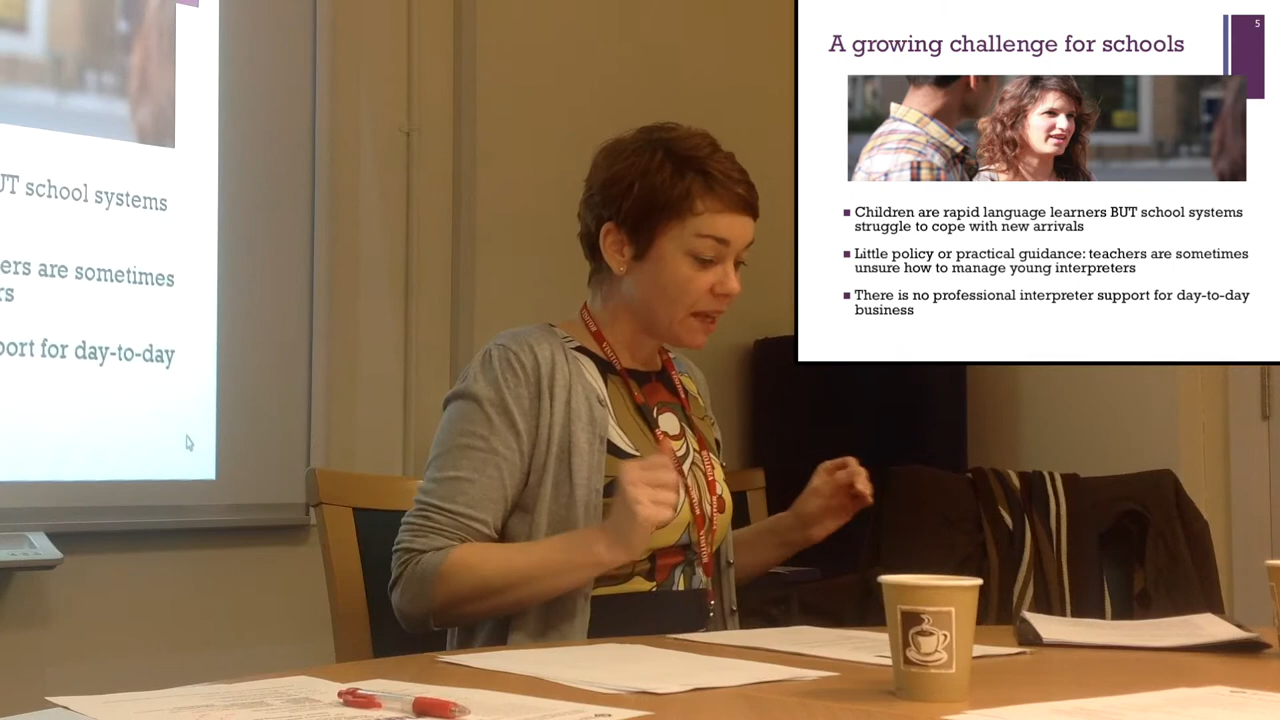 UT school systems
ers are sometimes
rs
port for day-to-day
VISITOR
VISITOR
VISITOR
5
A growing challenge for schools
■ Children are rapid language learners BUT school systems
struggle to cope with new arrivals
■ Little policy or practical guidance: teachers are sometimes
unsure how to manage young interpreters
■ There is no professional interpreter support for day-to-day
business